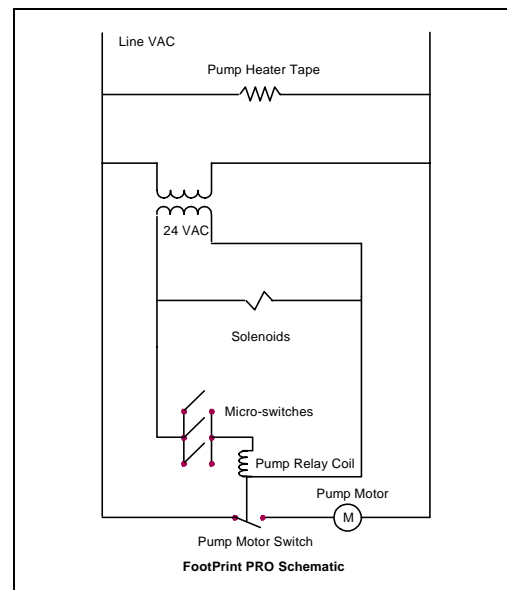 Line VAC
Pump Heater Tape
24 VAC
Solenoids
Micro-switches
Pump Relay Coil
Pump Motor
M
Pump Motor Switch
FootPrint PRO Schematic